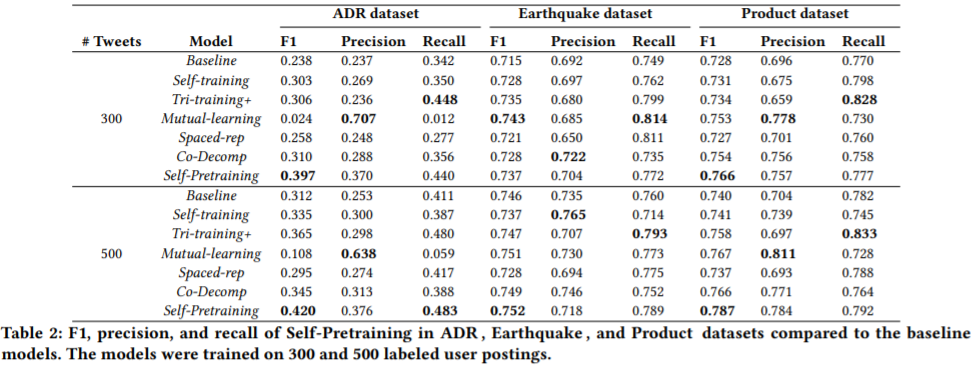 ADR dataset Earthquake dataset Product dataset
# Tweets Model F1 Precision Recall F1 Precision Recall F1 Precision Recall
Baseline 0.238 0.237 0.342 0.715 0.692 0.749 0.728 0.696 0.770
Self-training 0.303 0.269 0.350 0.728 0.697 0.762 0.731 0.675 0.798
Tri-training+ 0.306 0.236 0.448 0.735 0.680 0.799 0.734 0.659 0.828
300 Mutual-learning 0.024 0.707 0.012 0.743 0.685 0.814 0.753 0.778 0.730
Spaced-rep 0.258 0.248 0.277 0.721 0.650 0.811 0.727 0.701 0.760
Co-Decomp 0.310 0.288 0.356 0.728 0.722 0.735 0.754 0.756 0.758
Self-Pretraining 0.397 0.370 0.440 0.737 0.704 0.772 0.766 0.757 0.777
Baseline 0.312 0.253 0.411 0.746 0.735 0.760 0.740 0.704 0.782
Self-training 0.335 0.300 0.387 0.737 0.765 0.714 0.741 0.739 0.745
Tri-training+ 0.365 0.298 0.480 0.747 0.707 0.793 0.758 0.697 0.833
500 Mutual-learning 0.108 0.638 0.059 0.751 0.730 0.773 0.767 0.811 0.728
Spaced-rep 0.295 0.274 0.417 0.728 0.694 0.775 0.737 0.693 0.788
Co-Decomp 0.345 0.313 0.388 0.749 0.746 0.752 0.766 0.771 0.764
Self-Pretraining 0.420 0.376 0.483 0.752 0.718 0.789 0.787 0.784 0.792
Table 2: F1, precision, and recall of Self-Pretraining in ADR, Earthquake, and Product datasets compared to the baseline
models. The models were trained on 300 and 500 labeled user postings.